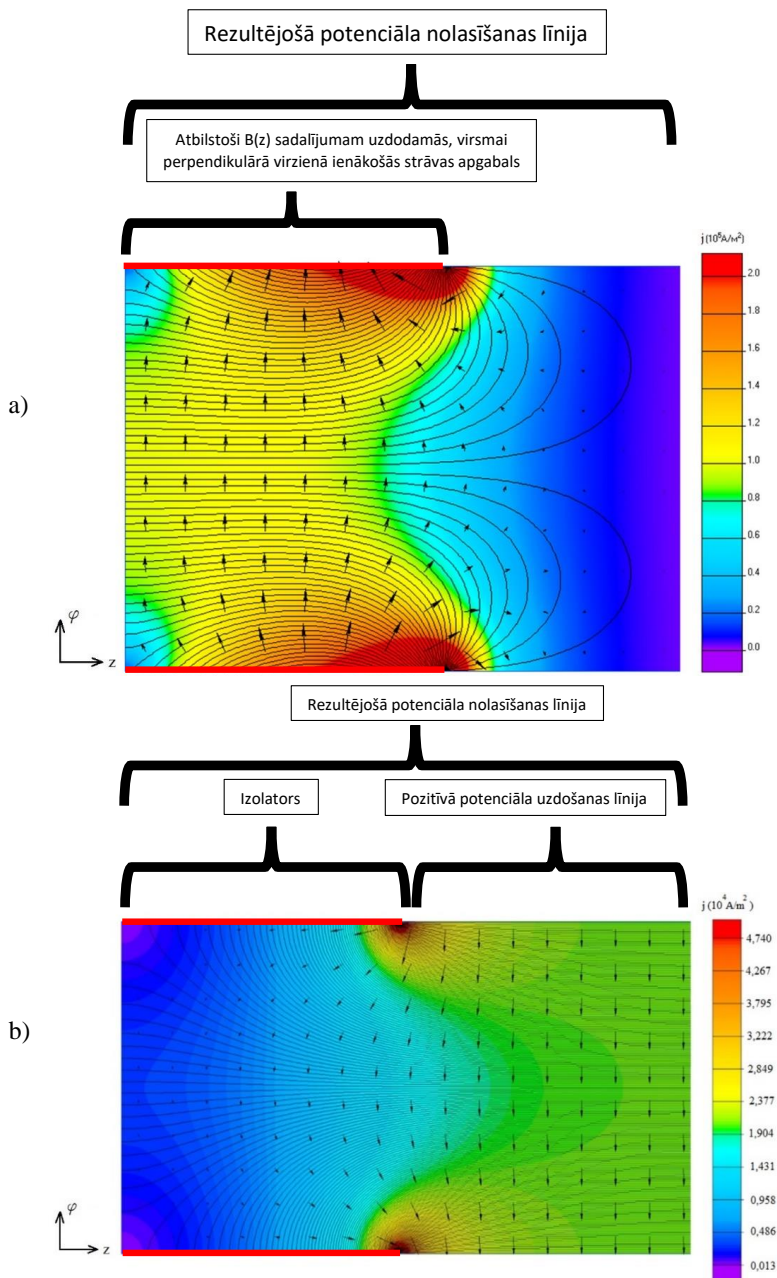 Rezultējošā potenciāla nolasīšanas līnija
Atbilstoši B(z) sadalījumam uzdodamās, virsmai
perpendikulārā virzienā ienākošās strāvas apgabals
j (10⁵A/м²)
2.0
1.8
1.6
1.4
1.2
1.0
0.8
0.6
0.4
0.2
0.0
a)
φ
z
Rezultējošā potenciāla nolasīšanas līnija
Izolators
Pozitīvā potenciāla uzdošanas līnija
j (10⁴A/m²)
4,740
4,267
3,795
3,222
2,849
2,377
1,904
1,431
0,958
0,486
0,013
b)
φ
z